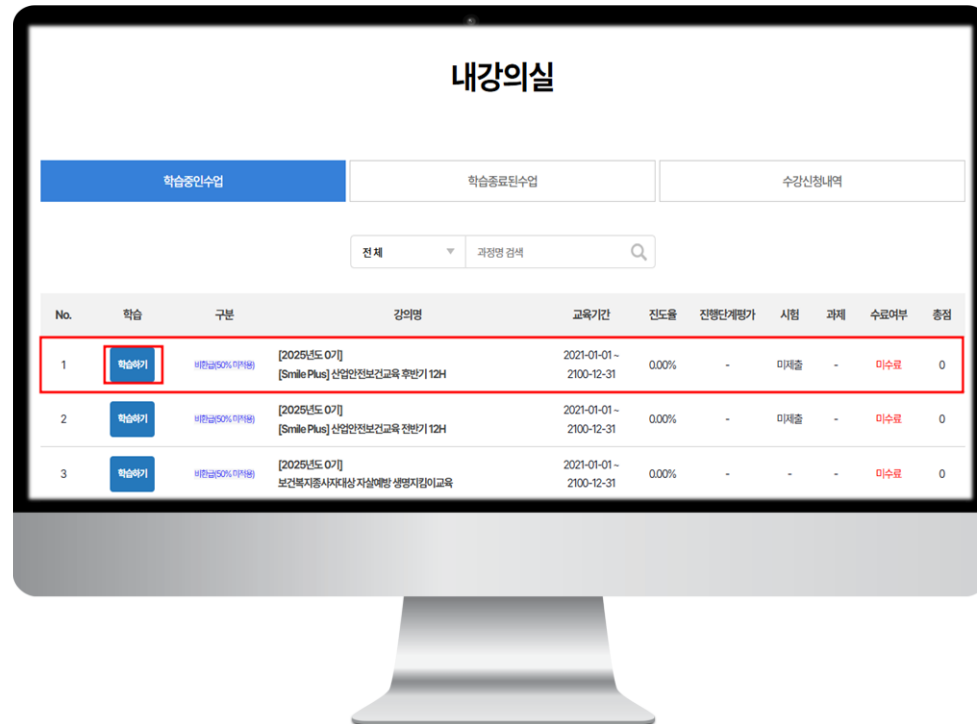 내강의실
학습중인수업 학습종료된수업 수강신청내역
전체 과정명 검색
No. 학습 구분 강의명 교육기간 진도율 진행단계평가 시험 과제 수료여부 총점
1 학습하기 비환급(50% 미적용) [2025년도 0기] 2021-01-01 ~ 0.00% - 미제출 - 미수료 0
[Smile Plus] 산업안전보건교육 후반기 12H 2100-12-31
2 학습하기 비환급(50% 미적용) [2025년도 0기] 2021-01-01 ~ 0.00% - 미제출 - 미수료 0
[Smile Plus] 산업안전보건교육 전반기 12H 2100-12-31
3 학습하기 비환급(50% 미적용) [2025년도 0기] 2021-01-01 ~ 0.00% - - - 미수료 0
보건복지종사자대상 자살예방 생명지킴이교육 2100-12-31